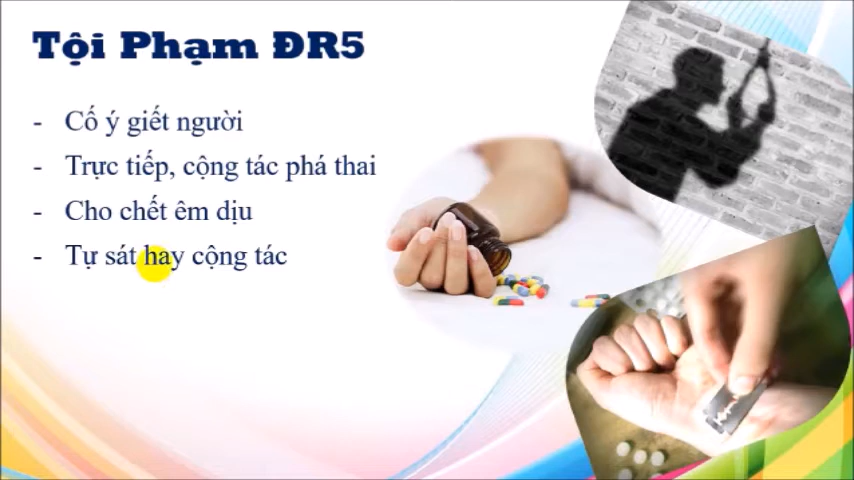 Tội Phạm ĐR5
- Cố ý giết người
- Trực tiếp, cộng tác phá thai
- Cho chết êm dịu
- Tự sát hay cộng tác